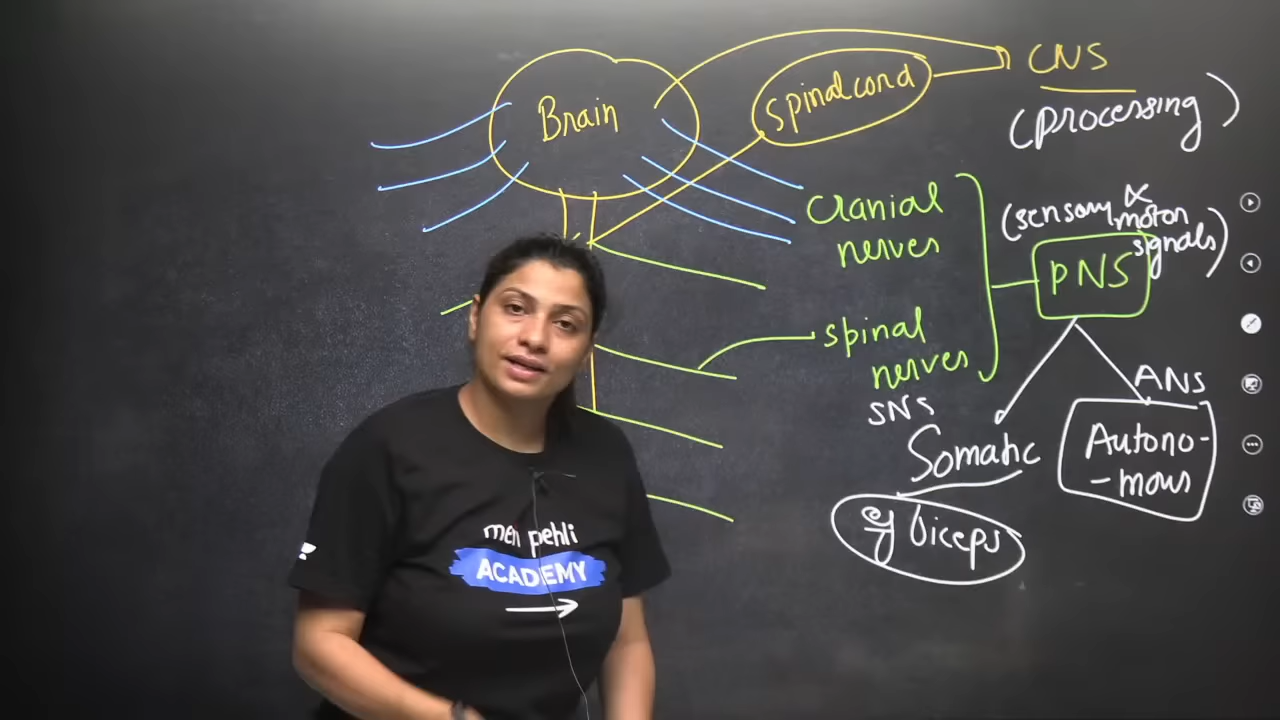 Brain
spinal cord
CNS
(processing)
cranial
nerves
(sensory &
motor
signals)
PNS
spinal
nerves
SNS
Somatic
ANS
Autono-
-mous
eg biceps
meri pehli
ACADEMY